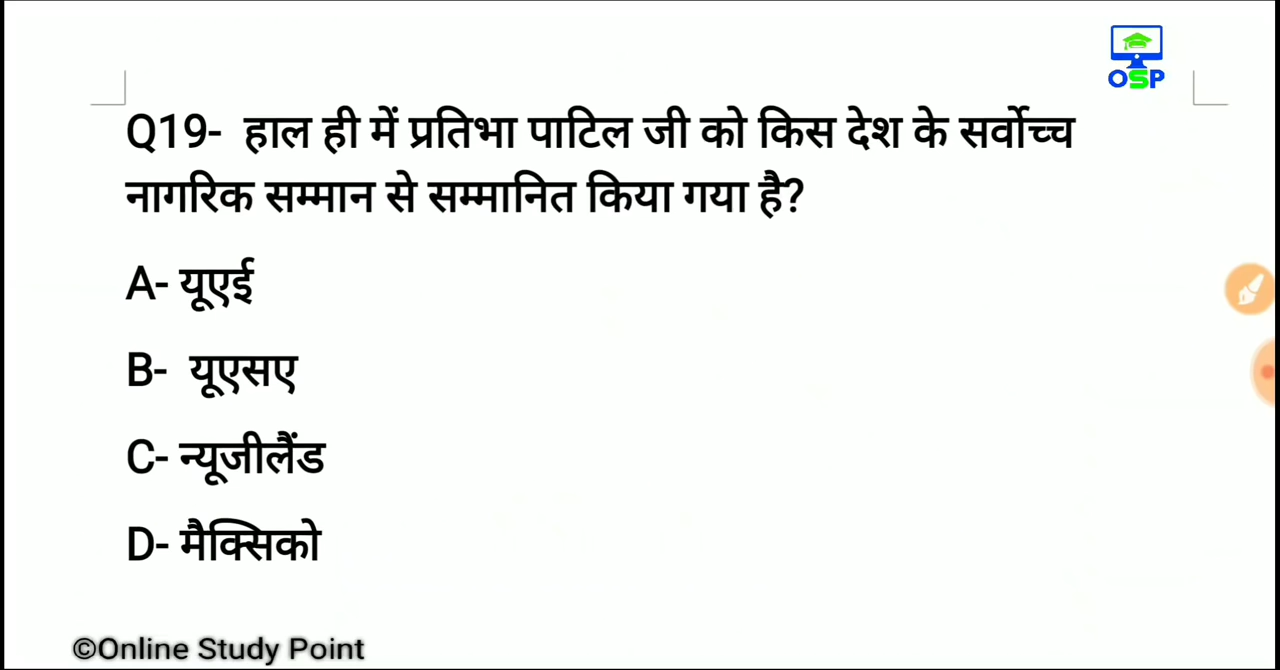 OSP
Q19- हाल ही में प्रतिभा पाटिल जी को किस देश के सर्वोच्च
नागरिक सम्मान से सम्मानित किया गया है?
A- यूएई
B- यूएसए
C- न्यूजीलैंड
D- मैक्सिको
©Online Study Point